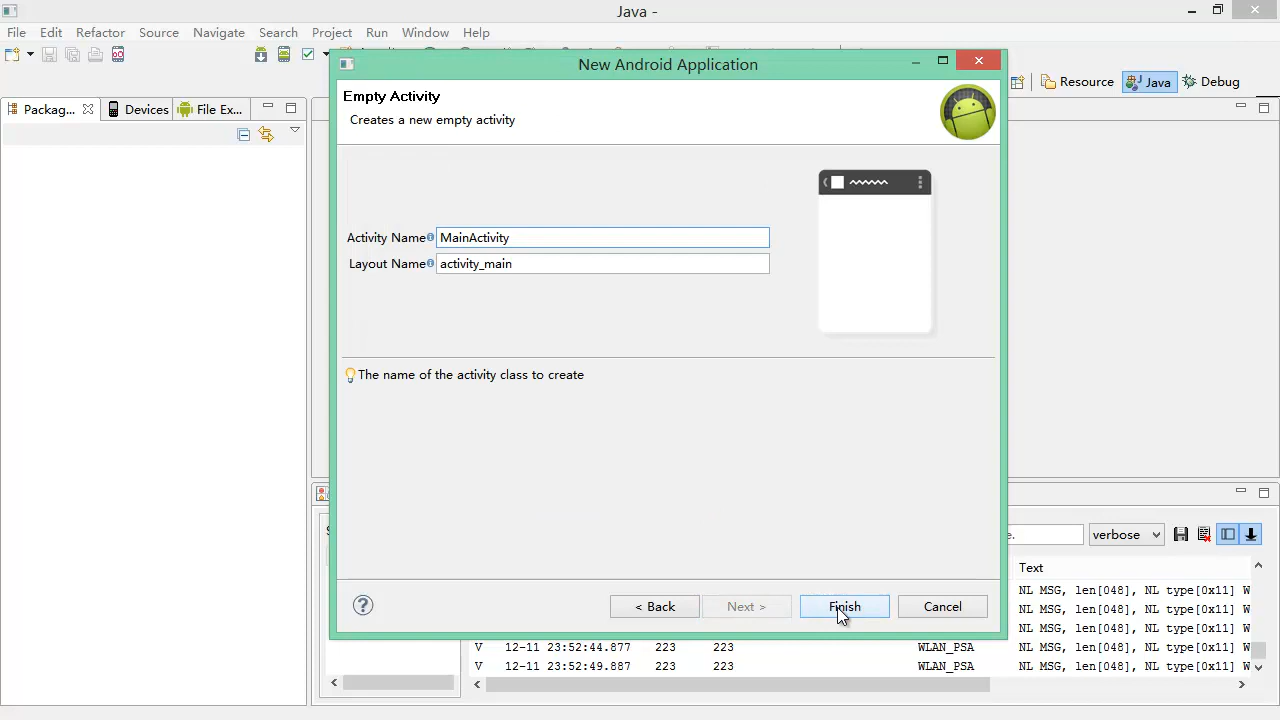 Java -
File Edit Refactor Source Navigate Search Project Run Window Help
New Android Application
Resource Java Debug
Packag... Devices File Ex...
Empty Activity
Creates a new empty activity
Activity Name MainActivity
Layout Name activity_main
The name of the activity class to create
e. verbose
Text
NL MSG, len[048], NL type[0x11] W
NL MSG, len[048], NL type[0x11] W
NL MSG, len[048], NL type[0x11] W
V 12-11 23:52:44.877 223 223 WLAN_PSA NL MSG, len[048], NL type[0x11] W
V 12-11 23:52:49.887 223 223 WLAN_PSA NL MSG, len[048], NL type[0x11] W
? < Back Next > Finish Cancel